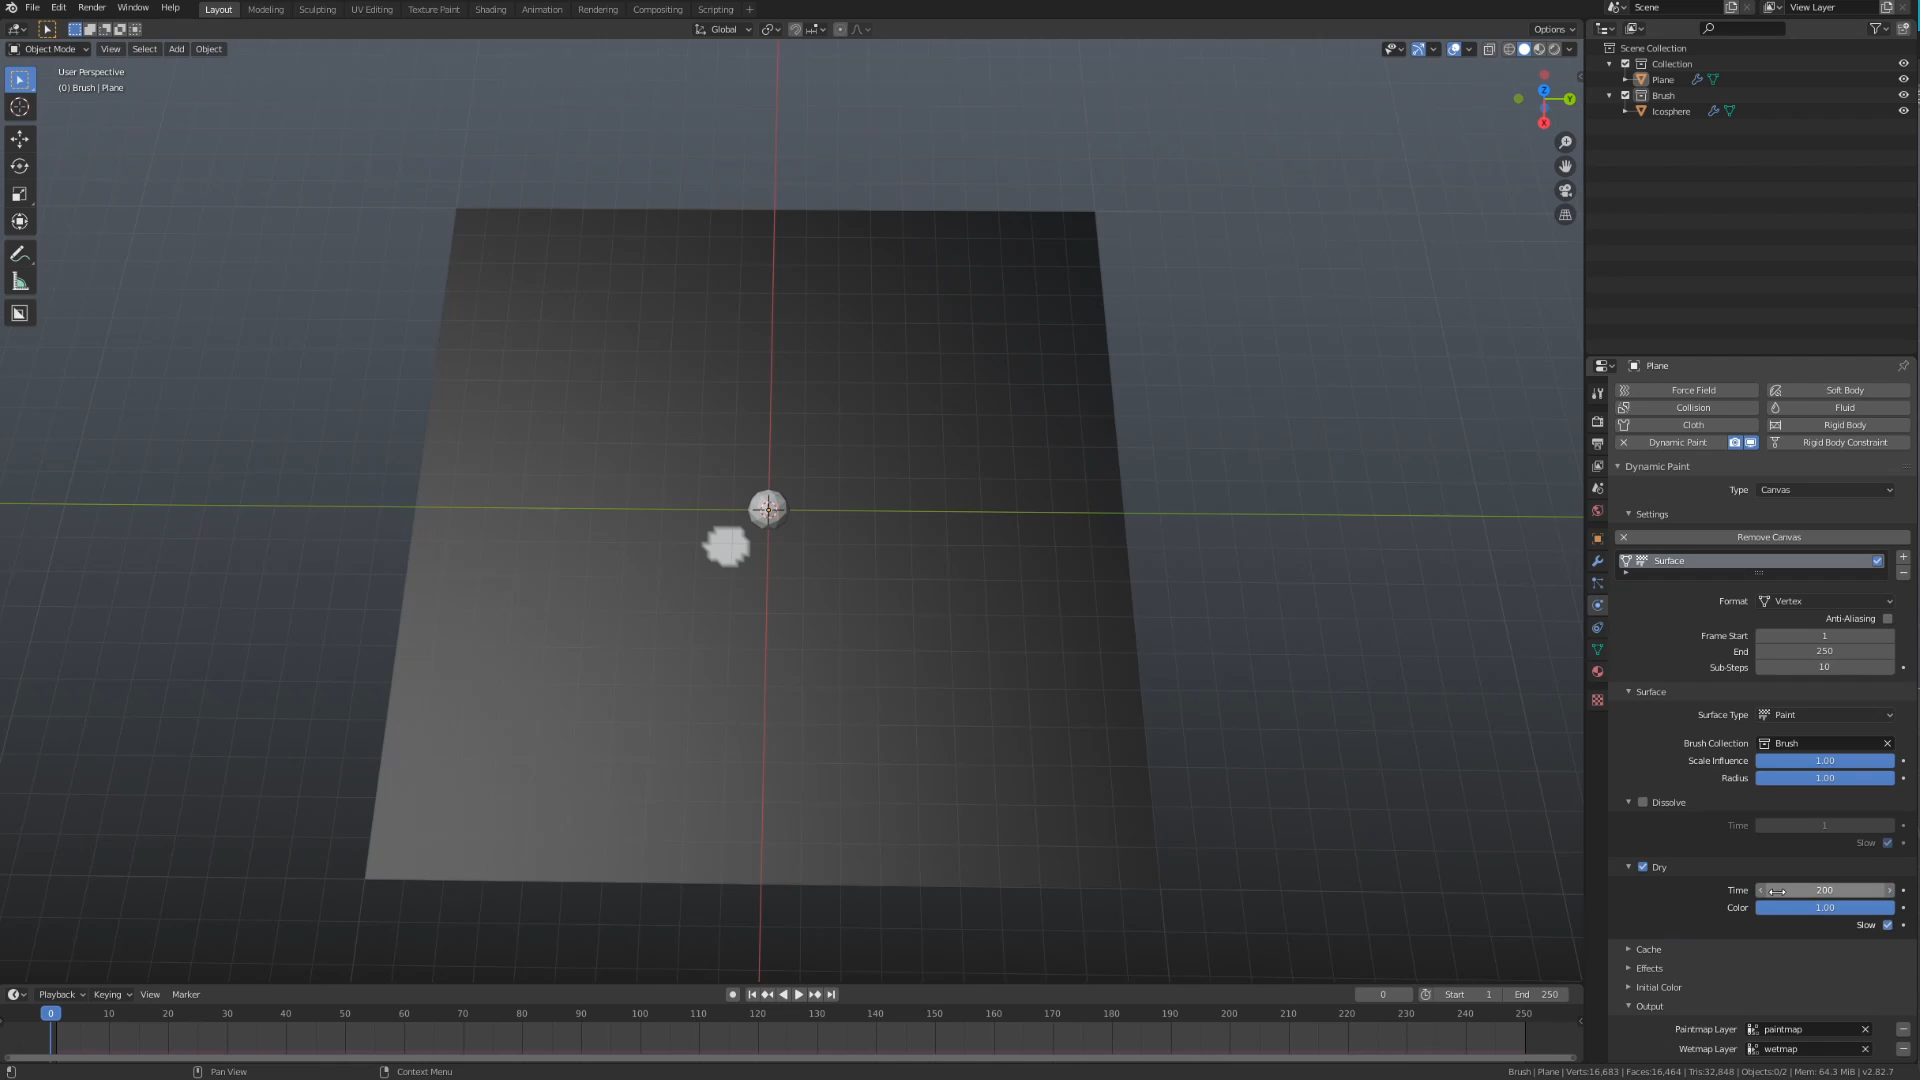 File Edit Render Window Help Layout Modeling Sculpting UV Editing Texture Paint Shading Animation Rendering Compositing Scripting + Scene View Layer
Global Options
Object Mode View Select Add Object
User Perspective
(0) Brush | Plane
Z Y X
Scene Collection
Collection
Plane
Brush
Icosphere
Plane
Force Field Soft Body
Collision Fluid
Cloth Rigid Body
Dynamic Paint Rigid Body Constraint
Dynamic Paint
Type Canvas
Settings
Remove Canvas
Surface
Format Vertex
Anti-Aliasing
Frame Start 1
End 250
Sub-Steps 10
Surface
Surface Type Paint
Brush Collection Brush
Scale Influence 1.00
Radius 1.00
Dissolve
Time 1
Slow
Dry
Time 200
Color 1.00
Slow
Cache
Effects
Initial Color
Output
Paintmap Layer paintmap
Wetmap Layer wetmap
Playback Keying View Marker 0 Start 1 End 250
0 10 20 30 40 50 60 70 80 90 100 110 120 130 140 150 160 170 180 190 200 210 220 230 240 250
Pan View Context Menu Brush | Plane | Verts:16,683 | Faces:16,464 | Tris:32,848 | Objects:0/2 | Mem: 64.3 MiB | v2.82.7